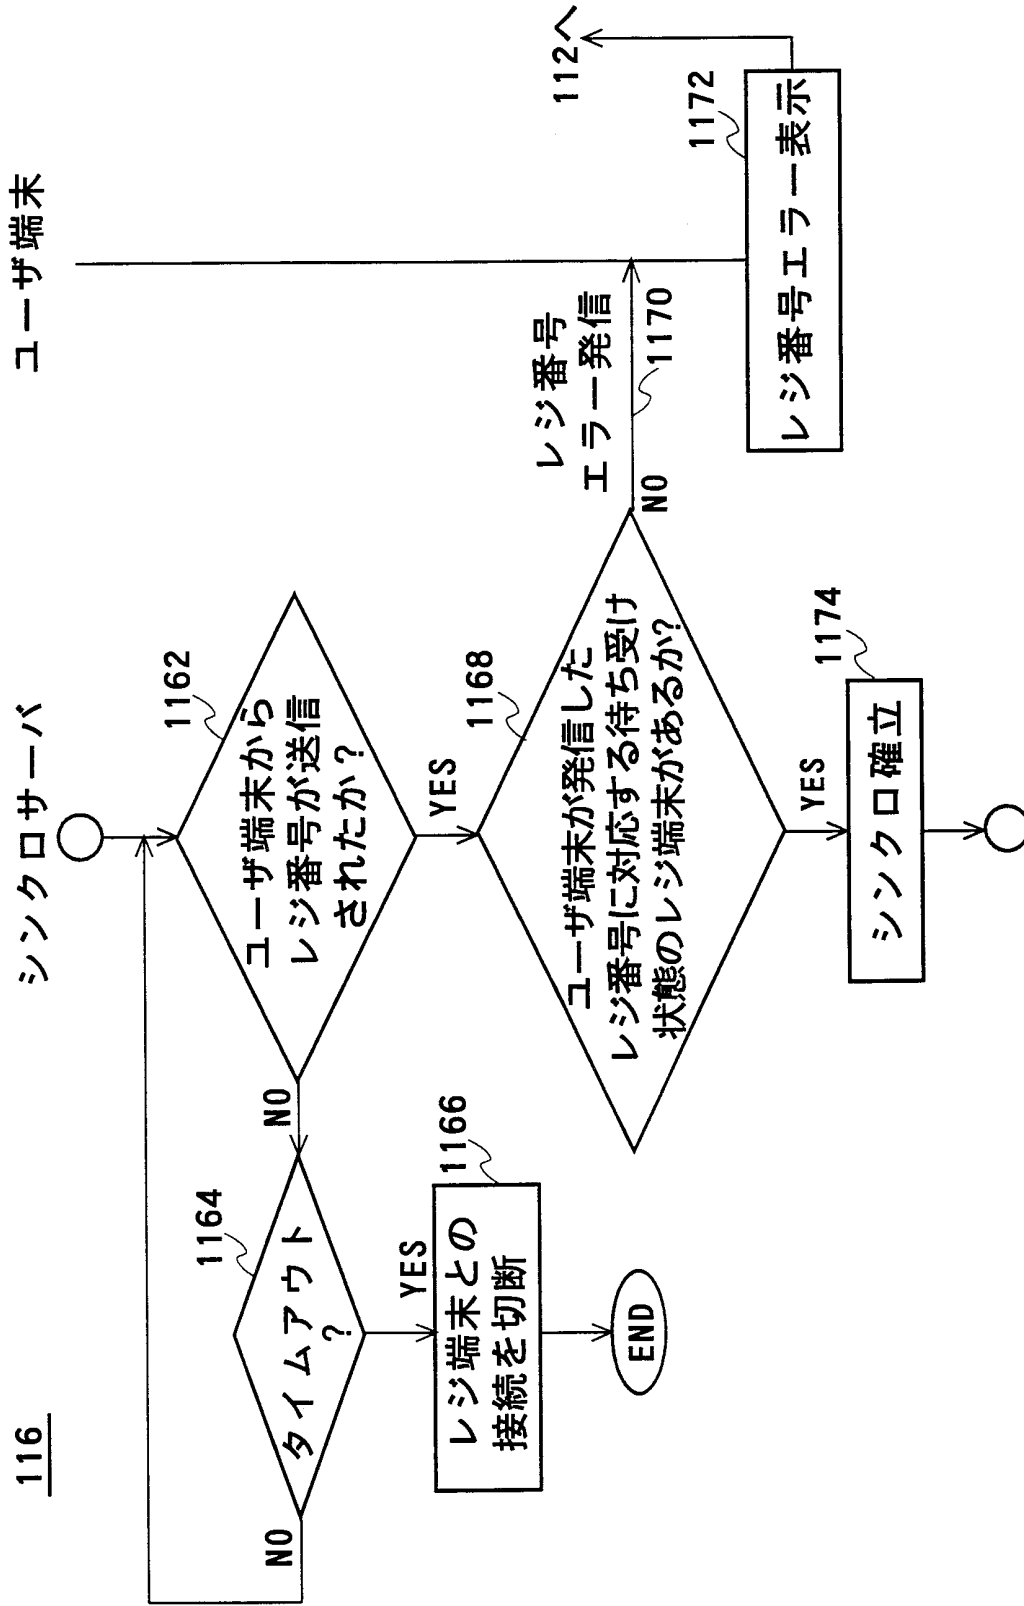 116
シンクロサーバ
ユーザ端末
1162
ユーザ端末から
レジ番号が送信
されたか？
NO
YES
1164
タイムアウト
？
NO
YES
1166
レジ端末との
接続を切断
END
1168
ユーザ端末が発信した
レジ番号に対応する待ち受け
状態のレジ端末があるか？
NO
YES
レジ番号
エラー発信
1170
1172
レジ番号エラー表示
112へ
1174
シンクロ確立